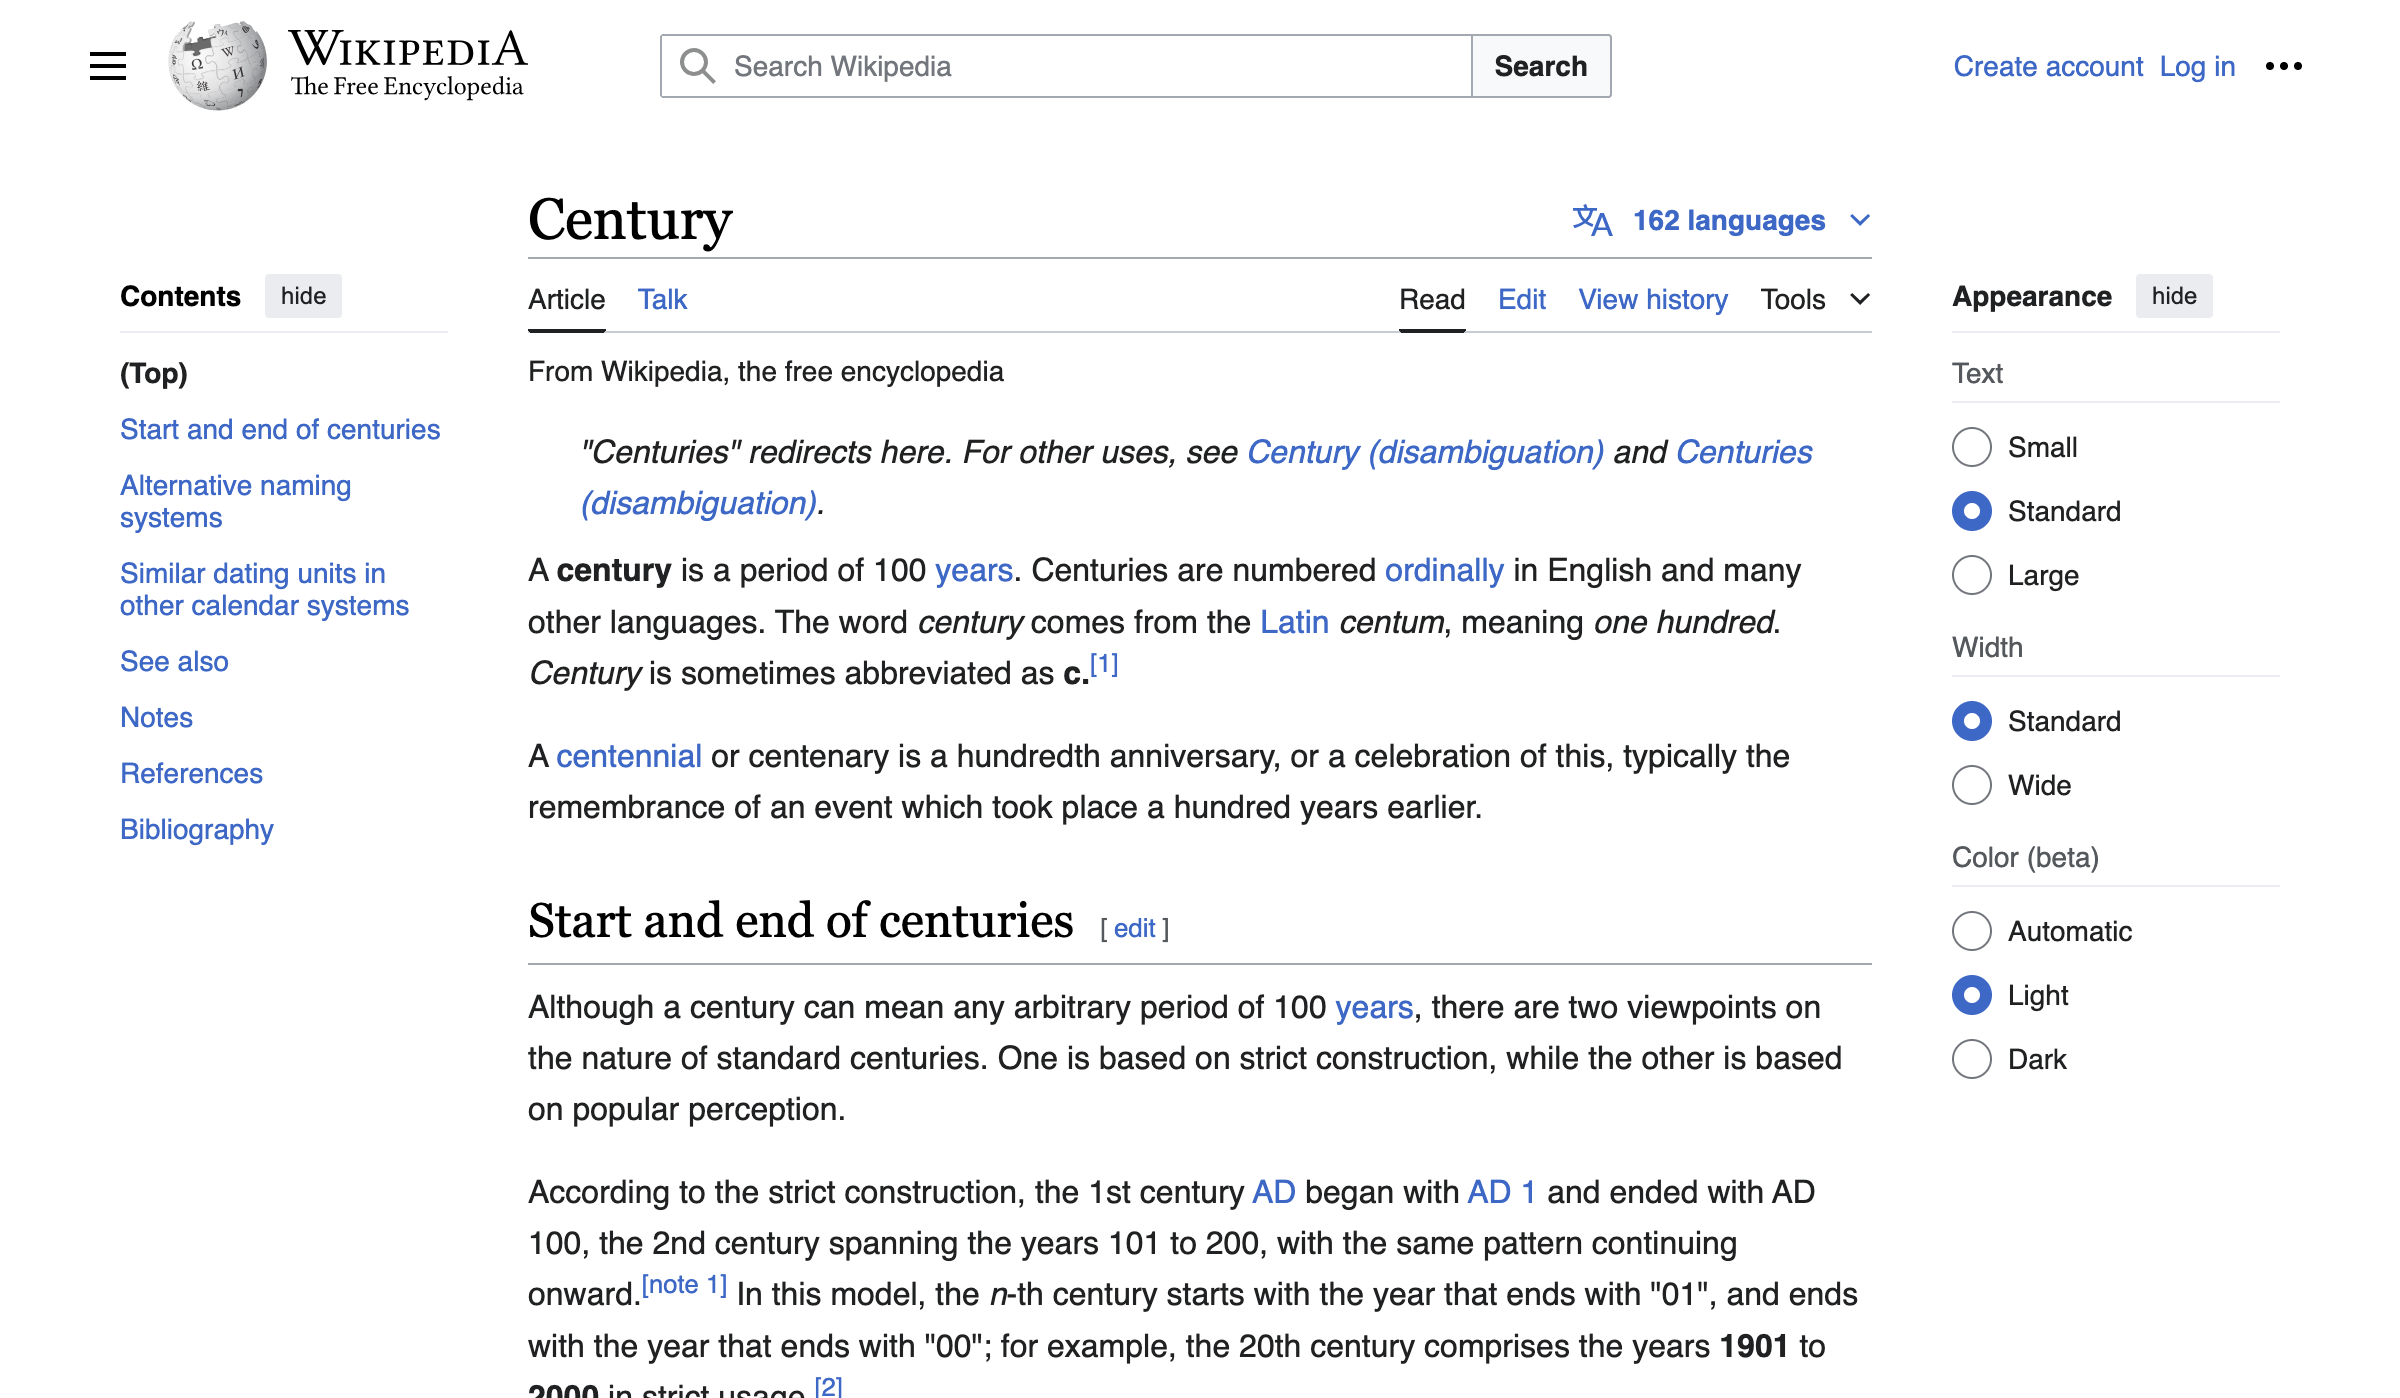 WIKIPEDIA
The Free Encyclopedia
Search Wikipedia
Search
Create account Log in
Contents hide
(Top)
Start and end of centuries
Alternative naming
systems
Similar dating units in
other calendar systems
See also
Notes
References
Bibliography
Century
162 languages
Article Talk
Read Edit View history Tools
From Wikipedia, the free encyclopedia
"Centuries" redirects here. For other uses, see Century (disambiguation) and Centuries
(disambiguation).
A century is a period of 100 years. Centuries are numbered ordinally in English and many
other languages. The word century comes from the Latin centum, meaning one hundred.
Century is sometimes abbreviated as c.[1]
A centennial or centenary is a hundredth anniversary, or a celebration of this, typically the
remembrance of an event which took place a hundred years earlier.
Start and end of centuries [ edit ]
Although a century can mean any arbitrary period of 100 years, there are two viewpoints on
the nature of standard centuries. One is based on strict construction, while the other is based
on popular perception.
According to the strict construction, the 1st century AD began with AD 1 and ended with AD
100, the 2nd century spanning the years 101 to 200, with the same pattern continuing
onward.[note 1] In this model, the n-th century starts with the year that ends with "01", and ends
with the year that ends with "00"; for example, the 20th century comprises the years 1901 to
2000 in strict usage.[2]
Appearance hide
Text
Small
Standard
Large
Width
Standard
Wide
Color (beta)
Automatic
Light
Dark